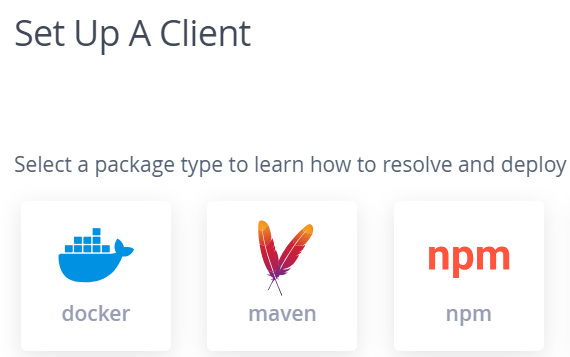 Set Up A Client
Select a package type to learn how to resolve and deploy
npm
docker
maven
npm